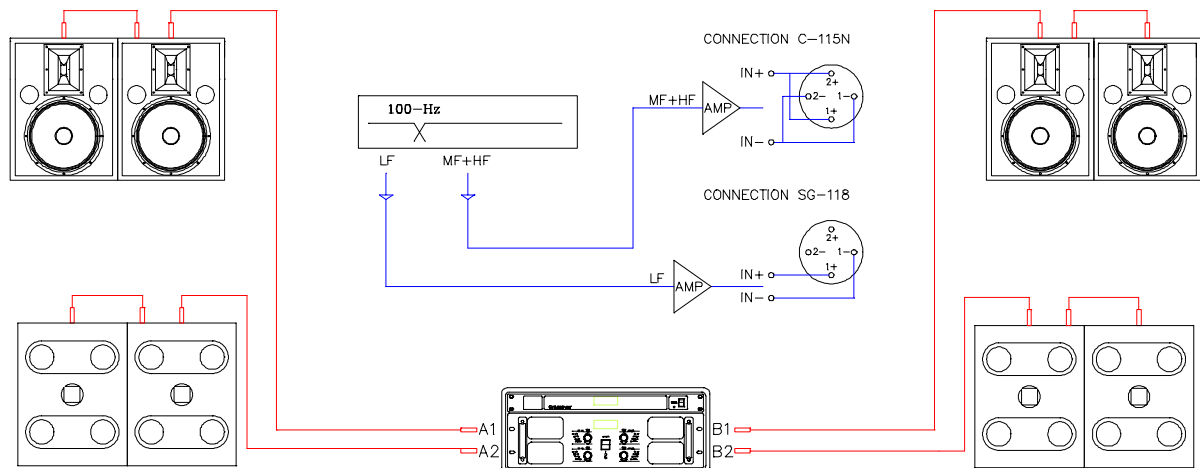 CONNECTION C-115N
IN+
2+
2-
1-
1+
IN-
AMP
MF+HF
100-Hz
LF
MF+HF
CONNECTION SG-118
2+
2-
1-
1+
IN+
IN-
LF
AMP
A1
A2
B1
B2